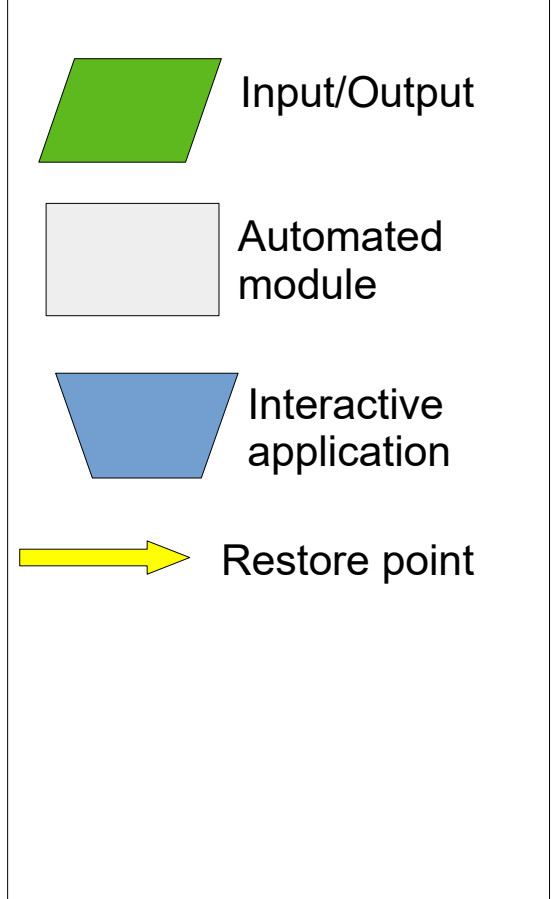 Input/Output
Automated
module
Interactive
application
Restore point